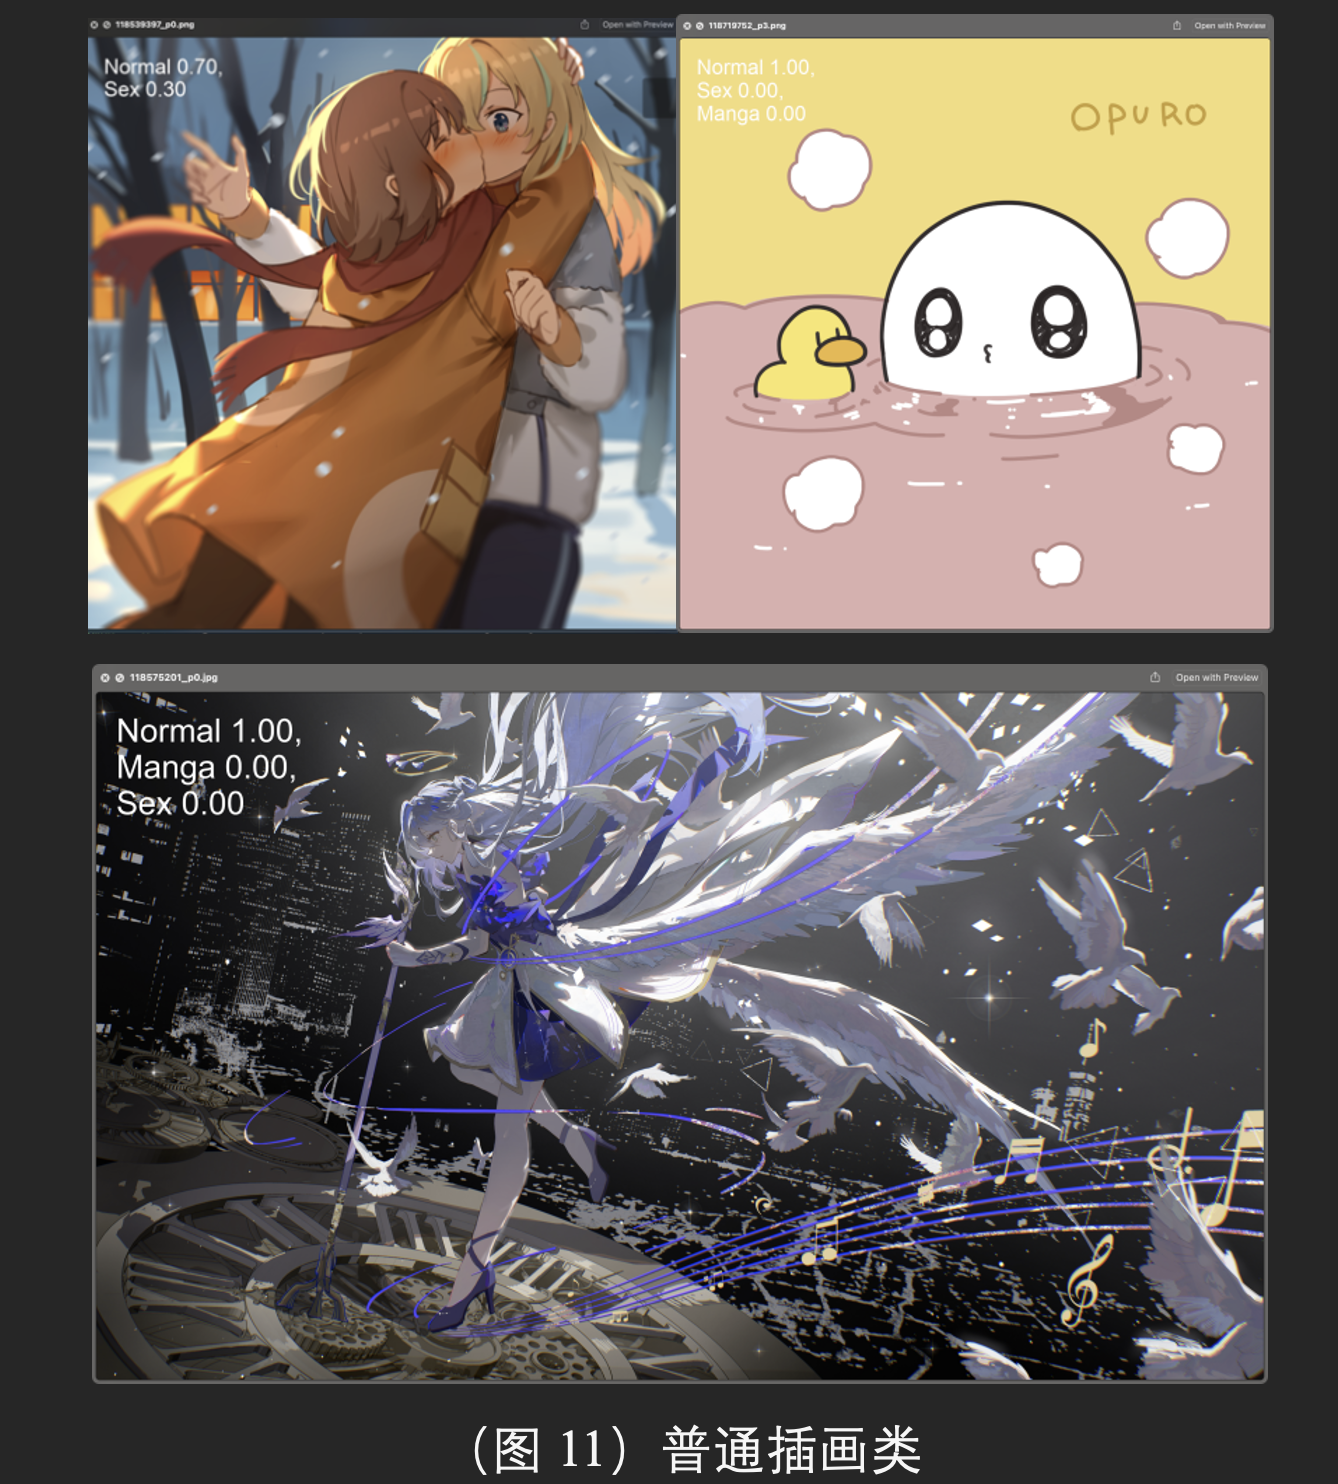 118539397_p0.png
Open with Preview
Normal 0.70,
Sex 0.30
118719752_p3.png
Open with Preview
Normal 1.00,
Sex 0.00,
Manga 0.00
OPURO
118575201_p0.jpg
Open with Preview
Normal 1.00,
Manga 0.00,
Sex 0.00
（图 11）普通插画类